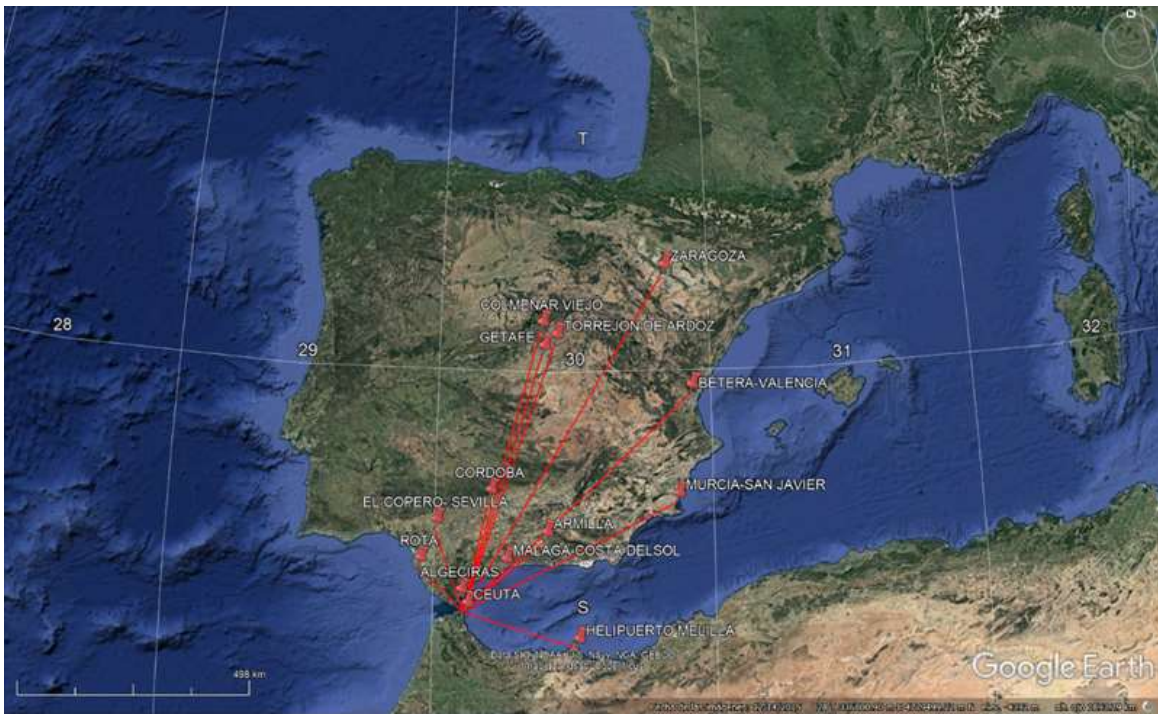 T
ZARAGOZA
COLMENAR VIEJO
TORREJON DE ARDOZ
GETAFE
28
29
30
31
32
BETERA-VALENCIA
CORDOBA
MURCIA-SAN JAVIER
EL COPERO- SEVILLA
ARMILLA
ROTA
MALAGA-COSTA DELSOL
ALGECIRAS
CEUTA
S
HELIPUERTO MELILLA
Google Earth
498 km